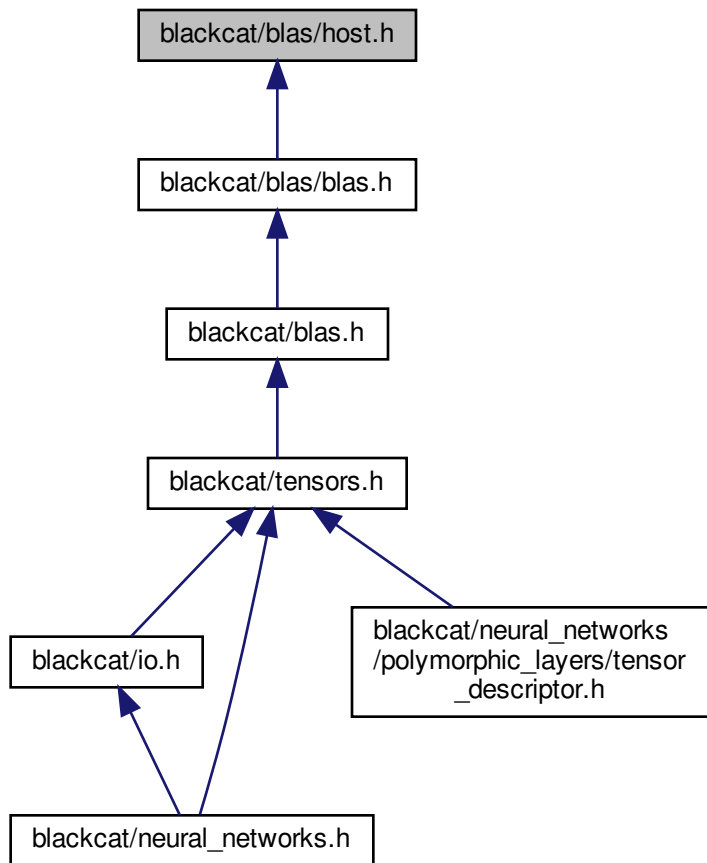 blackcat/blas/host.h
blackcat/blas/blas.h
blackcat/blas.h
blackcat/tensors.h
blackcat/io.h
blackcat/neural_networks
/polymorphic_layers/tensor
_descriptor.h
blackcat/neural_networks.h